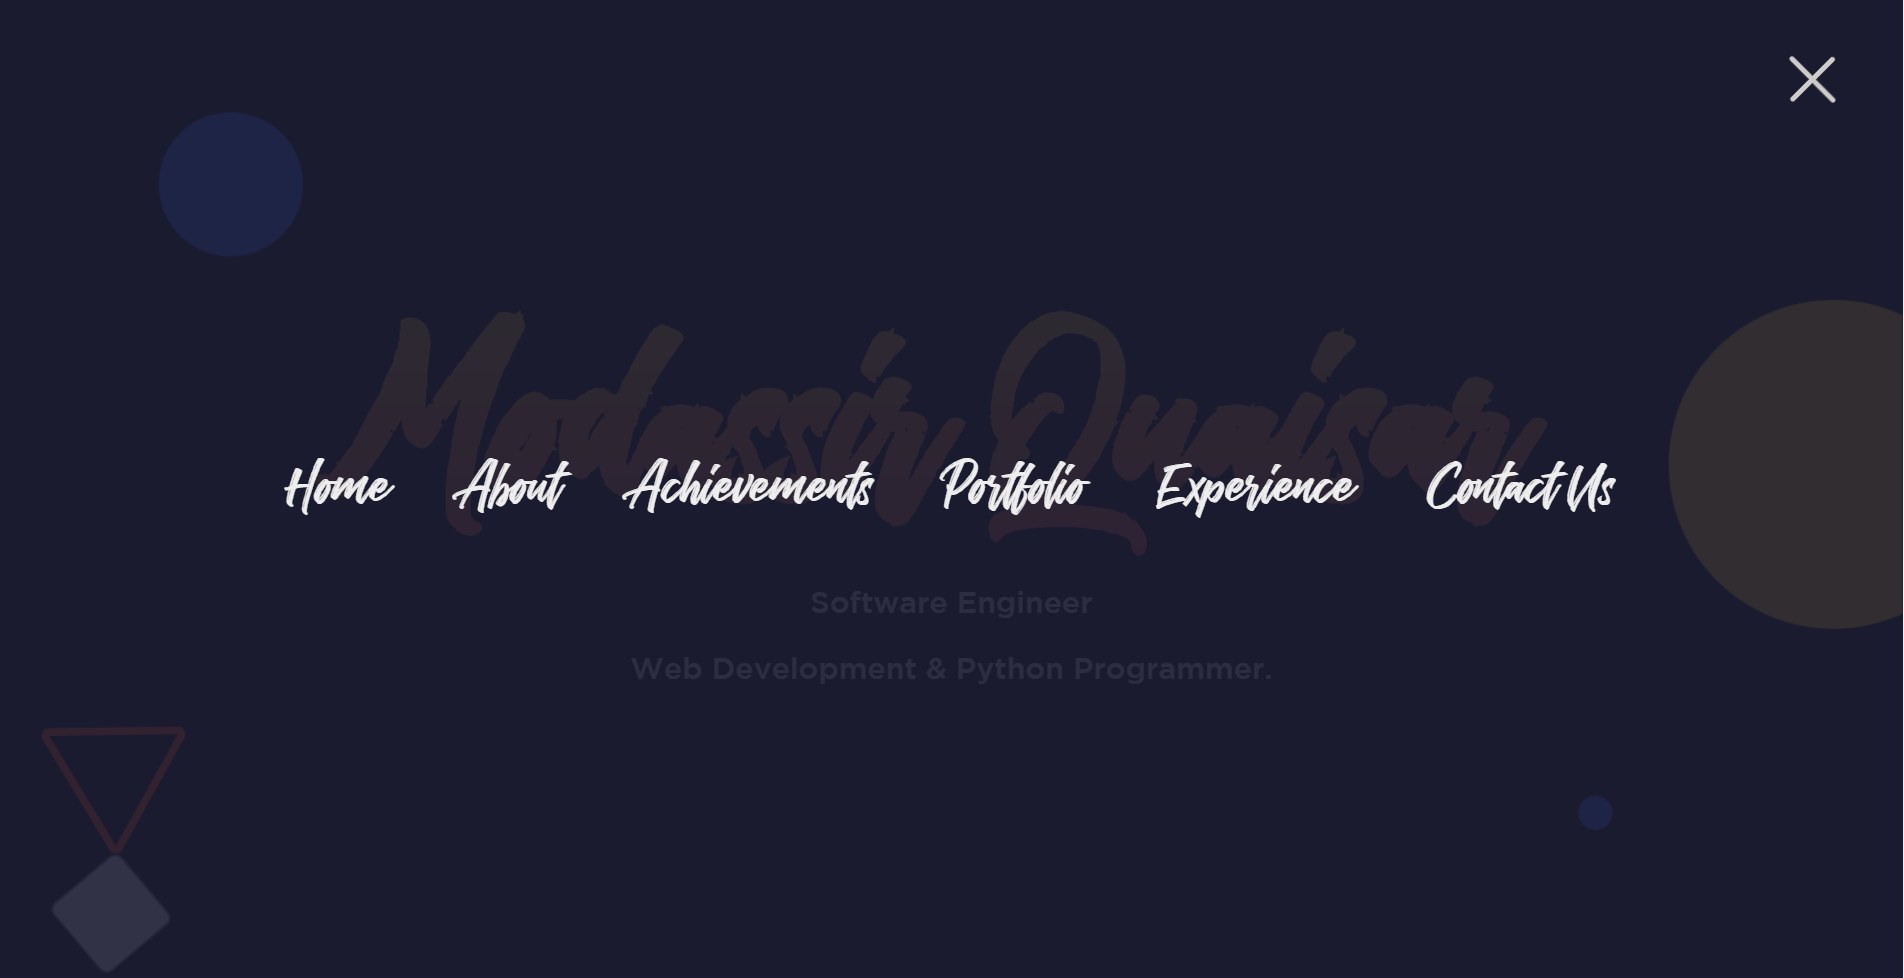 Modassir Quaisar
Home About Achievements Portfolio Experience Contact Us
Software Engineer
Web Development & Python Programmer.